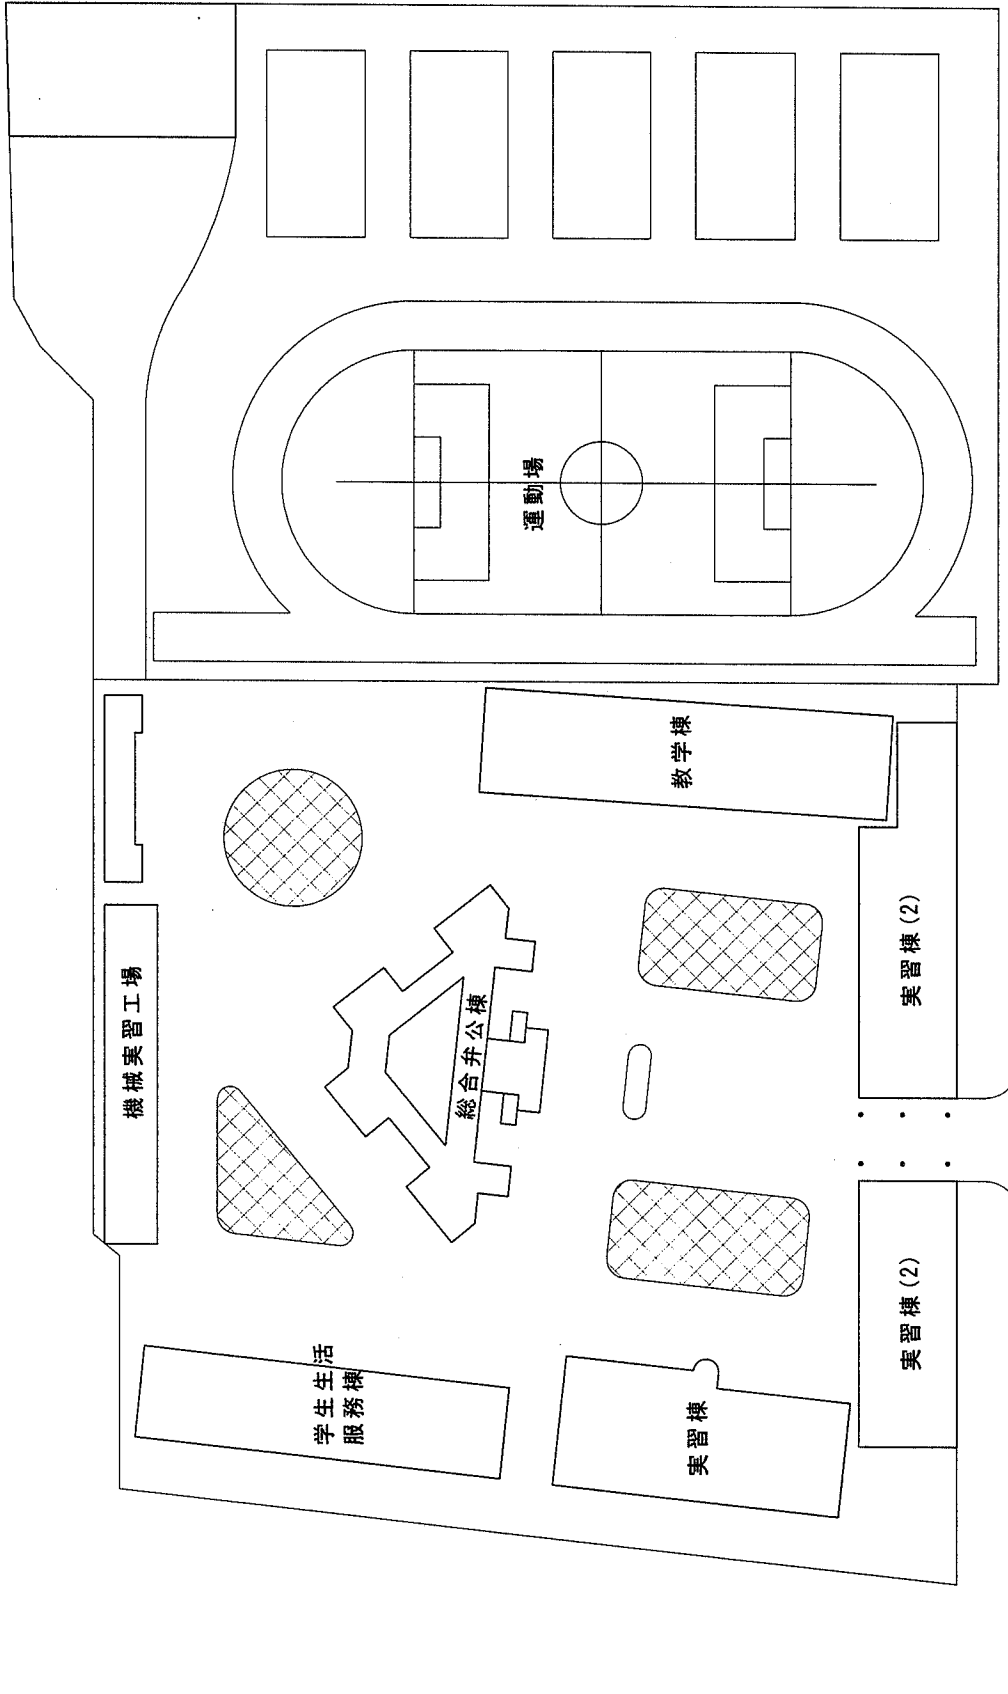 機械実習工場
学生生活
服務棟
総合弁公棟
運動場
教学棟
実習棟
実習棟(2)
実習棟(2)